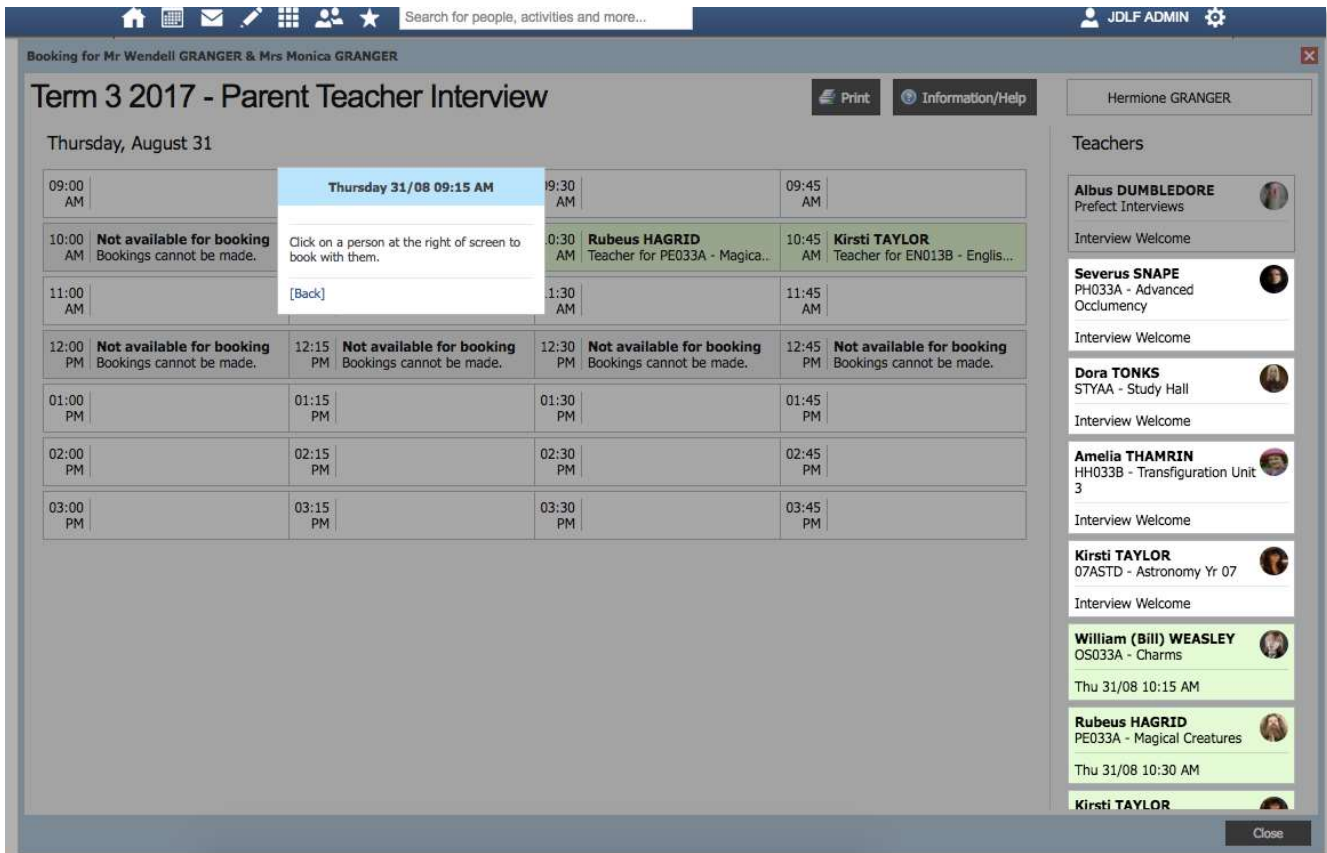 Search for people, activities and more...
JDLF ADMIN
Booking for Mr Wendell GRANGER & Mrs Monica GRANGER
Term 3 2017 - Parent Teacher Interview
Print
Information/Help
Hermione GRANGER
Thursday, August 31
09:00 AM
Thursday 31/08 09:15 AM
Click on a person at the right of screen to
book with them.
[Back]
09:30 AM
09:45 AM
10:00 AM
Not available for booking
Bookings cannot be made.
0:30 AM
Rubeus HAGRID
Teacher for PE033A - Magica...
10:45 AM
Kirsti TAYLOR
Teacher for EN013B - Englis...
11:00 AM
1:30 AM
11:45 AM
12:00 PM
Not available for booking
Bookings cannot be made.
12:15 PM
Not available for booking
Bookings cannot be made.
12:30 PM
Not available for booking
Bookings cannot be made.
12:45 PM
Not available for booking
Bookings cannot be made.
01:00 PM
01:15 PM
01:30 PM
01:45 PM
02:00 PM
02:15 PM
02:30 PM
02:45 PM
03:00 PM
03:15 PM
03:30 PM
03:45 PM
Teachers
Albus DUMBLEDORE
Prefect Interviews
Interview Welcome
Severus SNAPE
PH033A - Advanced
Occlumency
Interview Welcome
Dora TONKS
STYAA - Study Hall
Interview Welcome
Amelia THAMRIN
HH033B - Transfiguration Unit
3
Interview Welcome
Kirsti TAYLOR
07ASTD - Astronomy Yr 07
Interview Welcome
William (Bill) WEASLEY
OS033A - Charms
Thu 31/08 10:15 AM
Rubeus HAGRID
PE033A - Magical Creatures
Thu 31/08 10:30 AM
Kirsti TAYLOR
Close